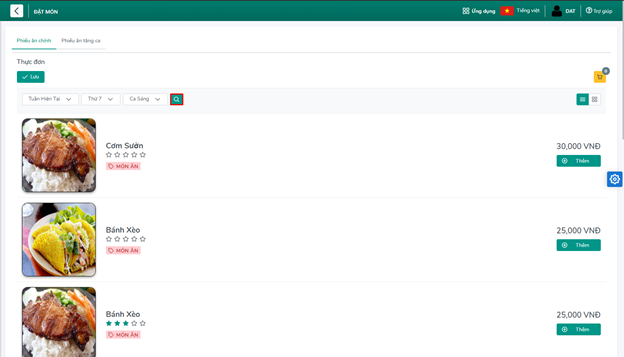 ĐẶT MÓN
Ứng dụng
Tiếng việt
DAT
Trợ giúp
Phiếu ăn chính
Phiếu ăn tăng ca
Thực đơn
Lưu
Tuần Hiện Tại
Thứ 7
Ca Sáng
Cơm Sườn
MÓN ĂN
30,000 VNĐ
Thêm
Bánh Xèo
MÓN ĂN
25,000 VNĐ
Thêm
Bánh Xèo
MÓN ĂN
25,000 VNĐ
Thêm